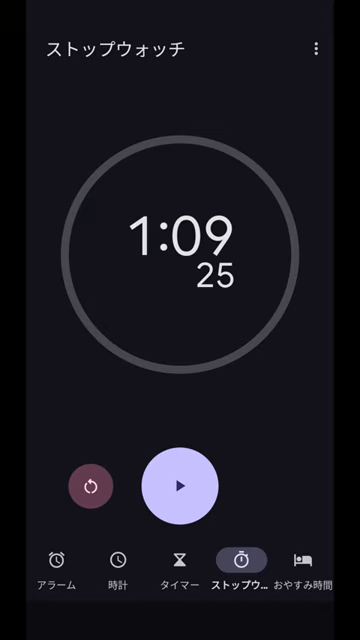 ストップウォッチ
1:09
25
アラーム
時計
タイマー
ストップウ…
おやすみ時間